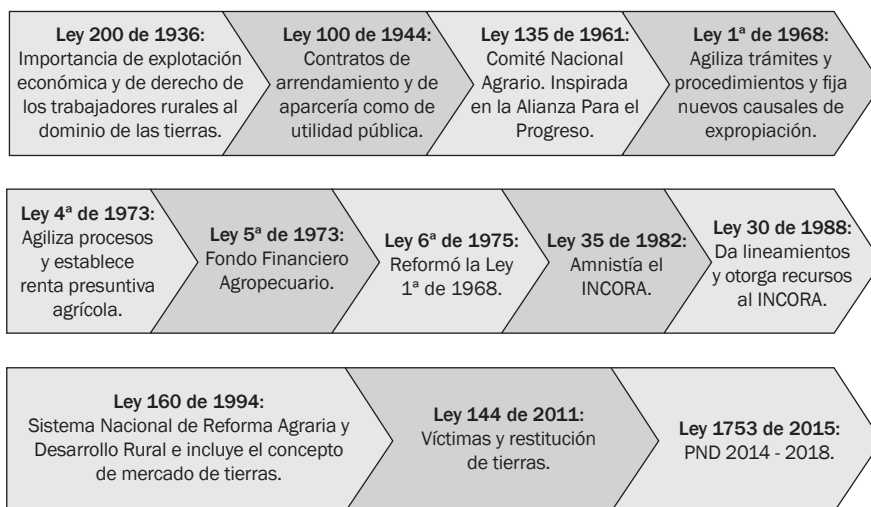 Ley 200 de 1936:
Importancia de explotación
económica y de derecho de
los trabajadores rurales al
dominio de las tierras.
Ley 100 de 1944:
Contratos de
arrendamiento y de
aparcería como de
utilidad pública.
Ley 135 de 1961:
Comité Nacional
Agrario. Inspirada
en la Alianza Para el
Progreso.
Ley 1ª de 1968:
Agiliza trámites y
procedimientos y fija
nuevos causales de
expropiación.
Ley 4ª de 1973:
Agiliza procesos
y establece
renta presuntiva
agrícola.
Ley 5ª de 1973:
Fondo Financiero
Agropecuario.
Ley 6ª de 1975:
Reformó la Ley
1ª de 1968.
Ley 35 de 1982:
Amnistía el
INCORA.
Ley 30 de 1988:
Da lineamientos
y otorga recursos
al INCORA.
Ley 160 de 1994:
Sistema Nacional de Reforma Agraria y
Desarrollo Rural e incluye el concepto
de mercado de tierras.
Ley 144 de 2011:
Víctimas y restitución
de tierras.
Ley 1753 de 2015:
PND 2014 - 2018.